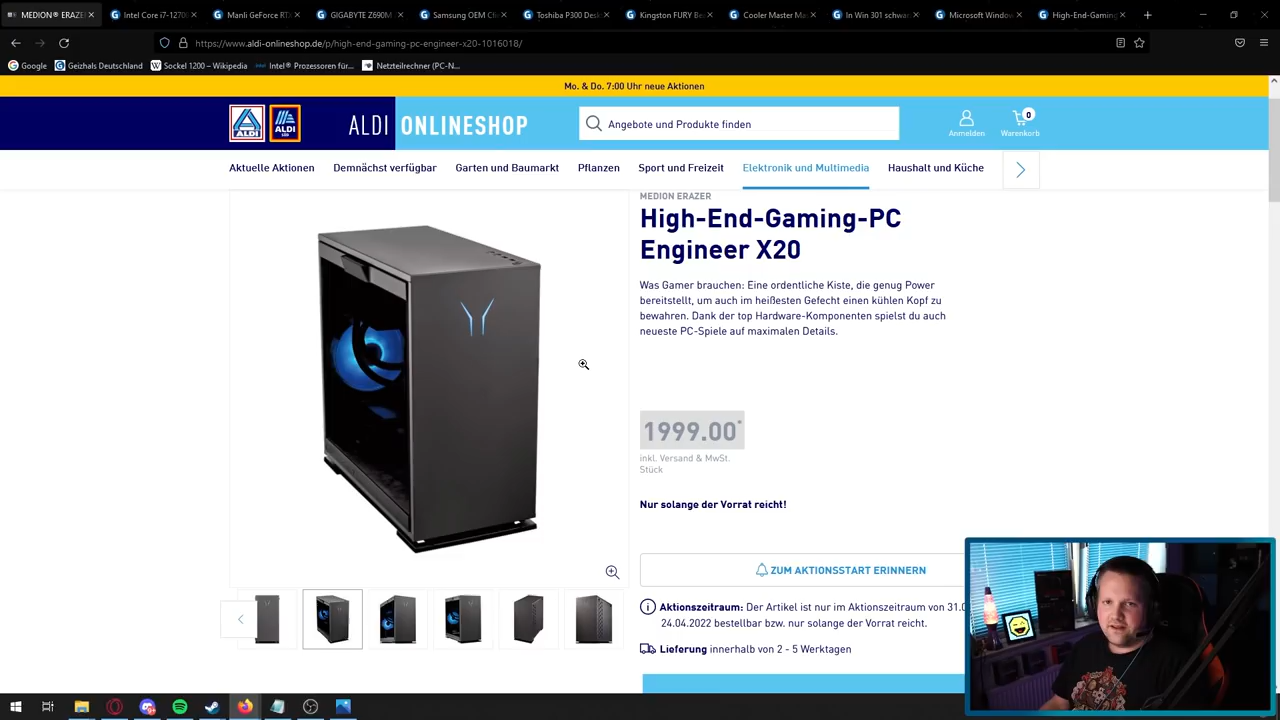 MEDION® ERAZER
Intel Core i7-1270
Manli GeForce RTX
GIGABYTE Z690M
Samsung OEM Clie
Toshiba P300 Desk
Kingston FURY Bea
Cooler Master Ma
In Win 301 schwar
Microsoft Window
High-End-Gaming
https://www.aldi-onlineshop.de/p/high-end-gaming-pc-engineer-x20-1016018/
Google
Geizhals Deutschland
Sockel 1200 – Wikipedia
Intel® Prozessoren für...
Netzteilrechner (PC-N...
Mo. & Do. 7:00 Uhr neue Aktionen
ALDI
ALDI
ALDI ONLINESHOP
Angebote und Produkte finden
Anmelden
0
Warenkorb
Aktuelle Aktionen
Demnächst verfügbar
Garten und Baumarkt
Pflanzen
Sport und Freizeit
Elektronik und Multimedia
Haushalt und Küche
MEDION ERAZER
High-End-Gaming-PC
Engineer X20
Was Gamer brauchen: Eine ordentliche Kiste, die genug Power
bereitstellt, um auch im heißesten Gefecht einen kühlen Kopf zu
bewahren. Dank der top Hardware-Komponenten spielst du auch
neueste PC-Spiele auf maximalen Details.
1999.00*
inkl. Versand & MwSt.
Stück
Nur solange der Vorrat reicht!
ZUM AKTIONSSTART ERINNERN
Aktionszeitraum: Der Artikel ist nur im Aktionszeitraum von 31.0
24.04.2022 bestellbar bzw. nur solange der Vorrat reicht.
Lieferung innerhalb von 2 - 5 Werktagen